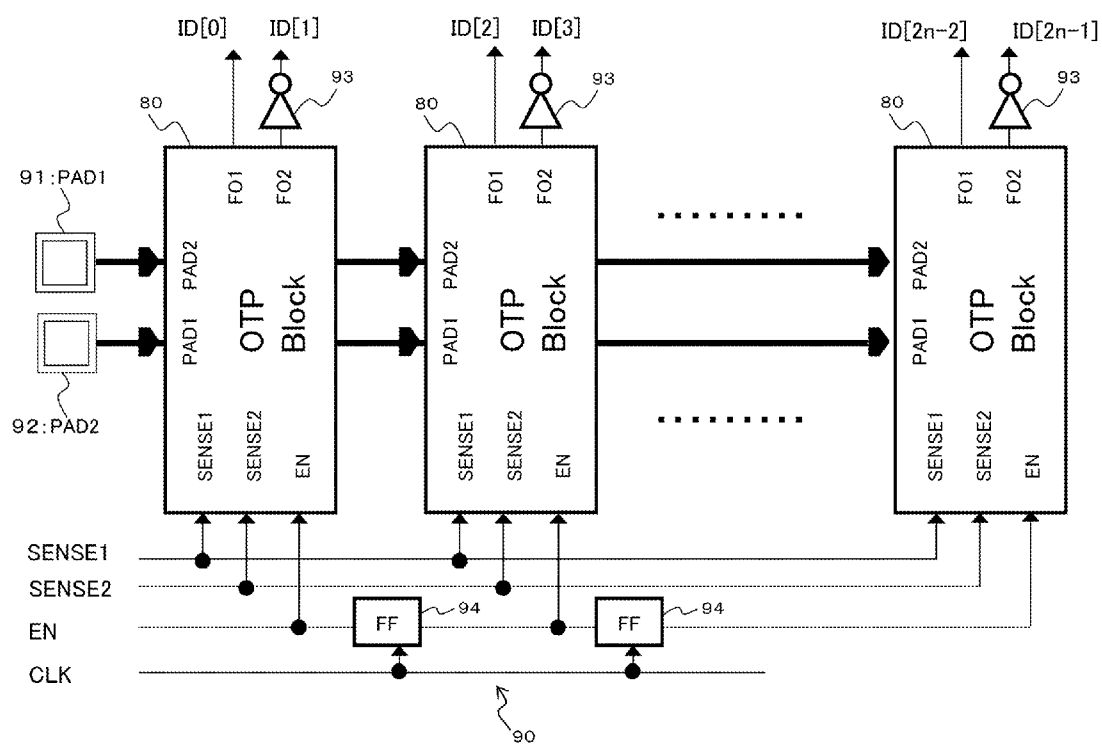 ID[0] ID[1] ID[2] ID[3] ID[2n-2] ID[2n-1]
93 93 93
80 80 80
91:PAD1
FO1 FO2 FO1 FO2 FO1 FO2
PAD2 PAD2 PAD2
OTP Block OTP Block OTP Block
PAD1 PAD1 PAD1
92:PAD2
SENSE1 SENSE2 EN SENSE1 SENSE2 EN SENSE1 SENSE2 EN
SENSE1
SENSE2
94 94
EN FF FF
CLK
90